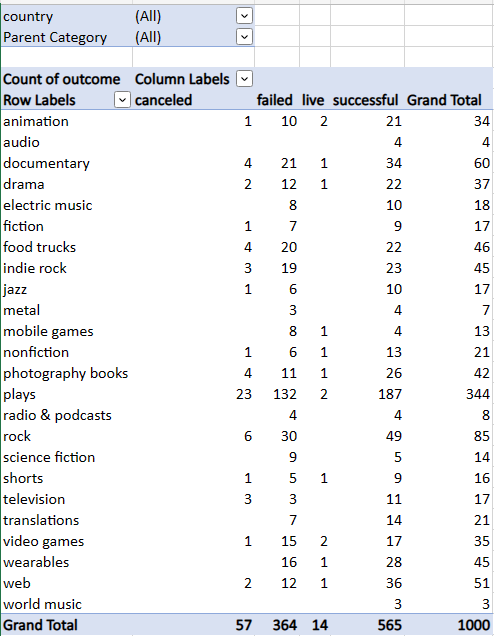 country (All)
Parent Category (All)
Count of outcome Column Labels
Row Labels canceled failed live successful Grand Total
animation 1 10 2 21 34
audio 4 4
documentary 4 21 1 34 60
drama 2 12 1 22 37
electric music 8 10 18
fiction 1 7 9 17
food trucks 4 20 22 46
indie rock 3 19 23 45
jazz 1 6 10 17
metal 3 4 7
mobile games 8 1 4 13
nonfiction 1 6 1 13 21
photography books 4 11 1 26 42
plays 23 132 2 187 344
radio & podcasts 4 4 8
rock 6 30 49 85
science fiction 9 5 14
shorts 1 5 1 9 16
television 3 3 11 17
translations 7 14 21
video games 1 15 2 17 35
wearables 16 1 28 45
web 2 12 1 36 51
world music 3 3
Grand Total 57 364 14 565 1000